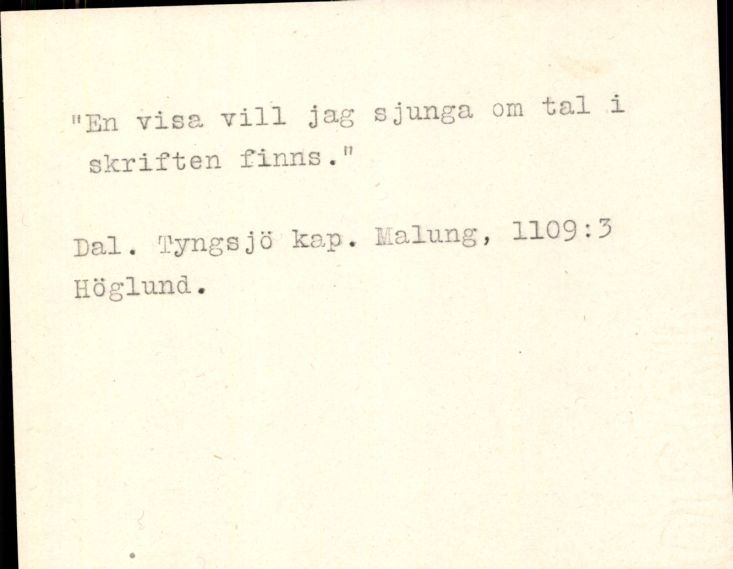 "En visa vill jag sjunga om tal i
skriften finns."
Dal. Tyngsjö kap. Malung, 1109:3
Höglund.